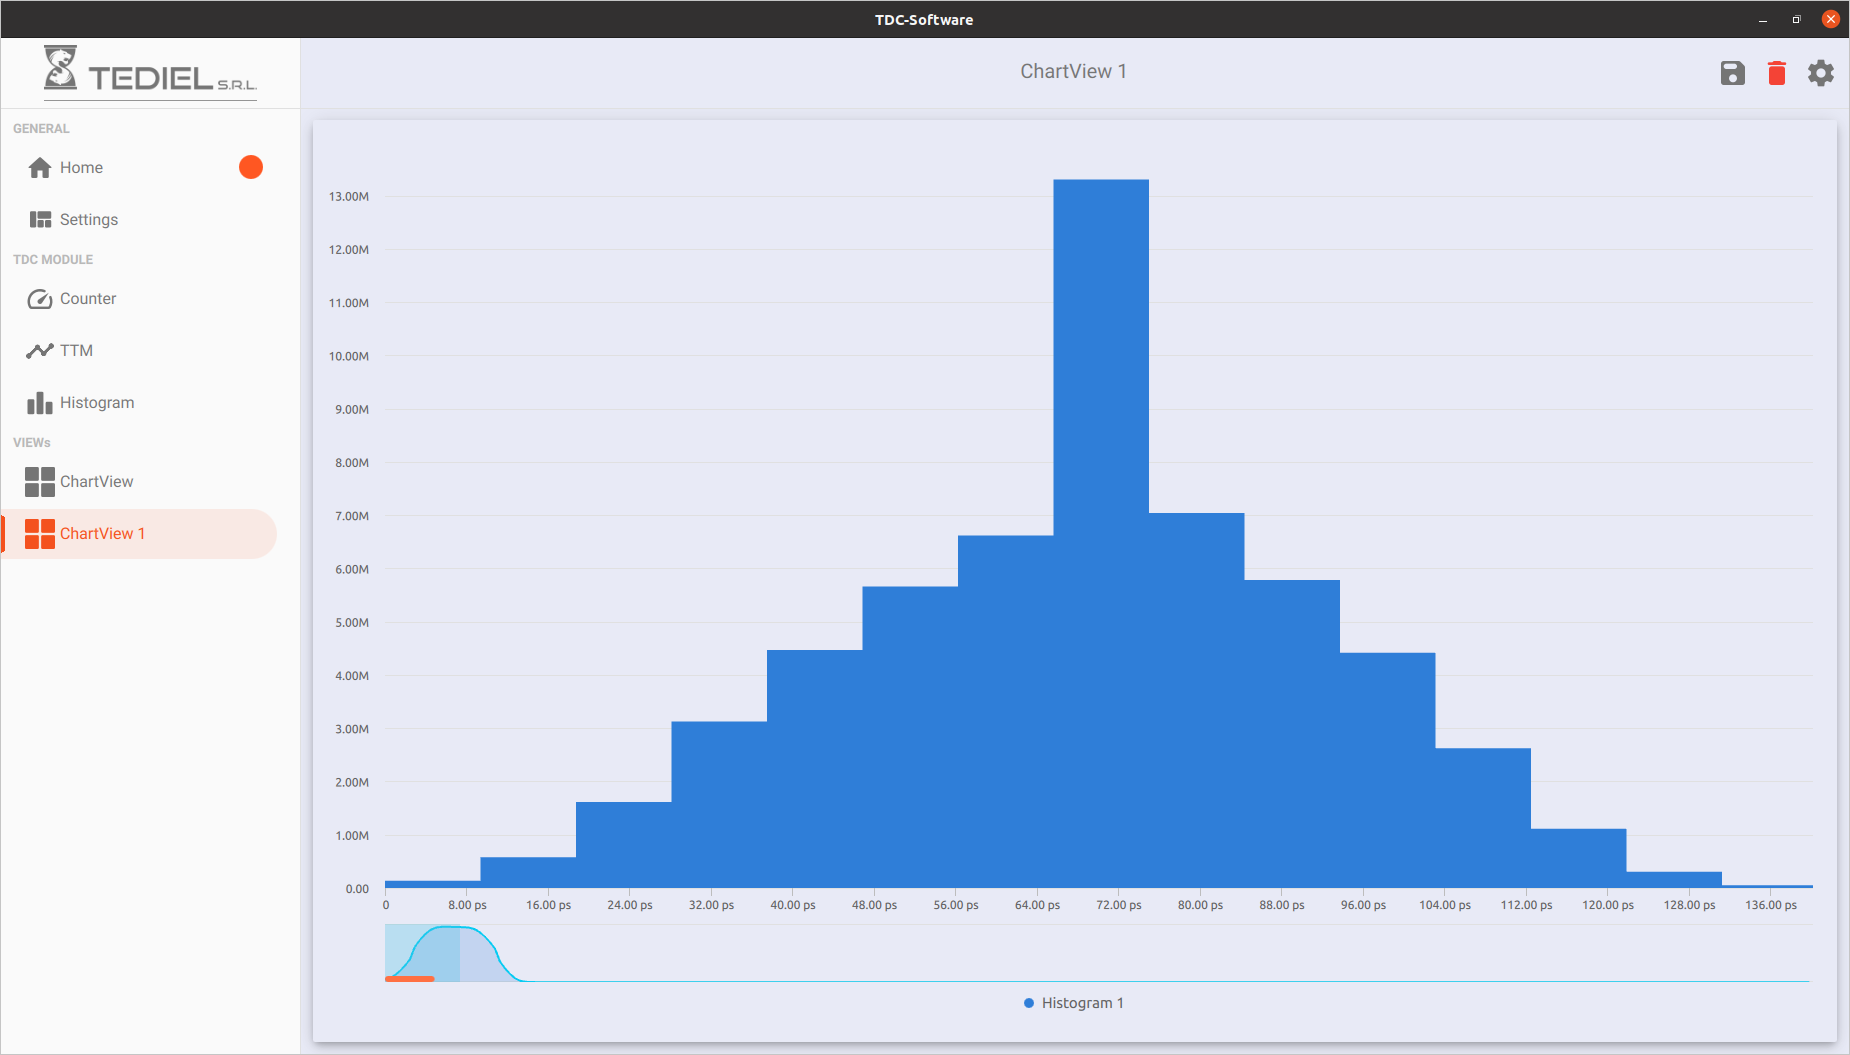 TDC-Software
TEDIEL S.R.L.
ChartView 1
GENERAL
Home
Settings
TDC MODULE
Counter
TTM
Histogram
VIEWs
ChartView
ChartView 1
13.00M
12.00M
11.00M
10.00M
9.00M
8.00M
7.00M
6.00M
5.00M
4.00M
3.00M
2.00M
1.00M
0.00
0 8.00 ps 16.00 ps 24.00 ps 32.00 ps 40.00 ps 48.00 ps 56.00 ps 64.00 ps 72.00 ps 80.00 ps 88.00 ps 96.00 ps 104.00 ps 112.00 ps 120.00 ps 128.00 ps 136.00 ps
Histogram 1